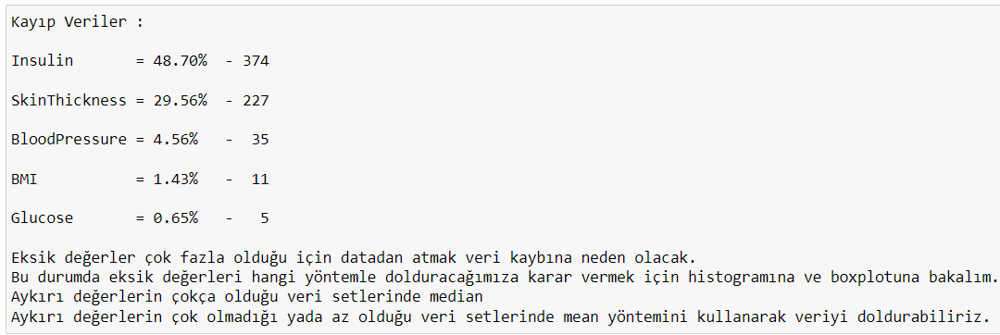 Kayıp Veriler :
Insulin       = 48.70%  - 374
SkinThickness = 29.56%  - 227
BloodPressure = 4.56%   -  35
BMI           = 1.43%   -  11
Glucose       = 0.65%   -   5
Eksik değerler çok fazla olduğu için datadan atmak veri kaybına neden olacak.
Bu durumda eksik değerleri hangi yöntemle dolduracağımıza karar vermek için histogramına ve boxplotuna bakalım.
Aykırı değerlerin çokça olduğu veri setlerinde median
Aykırı değerlerin çok olmadığı yada az olduğu veri setlerinde mean yöntemini kullanarak veriyi doldurabiliriz.